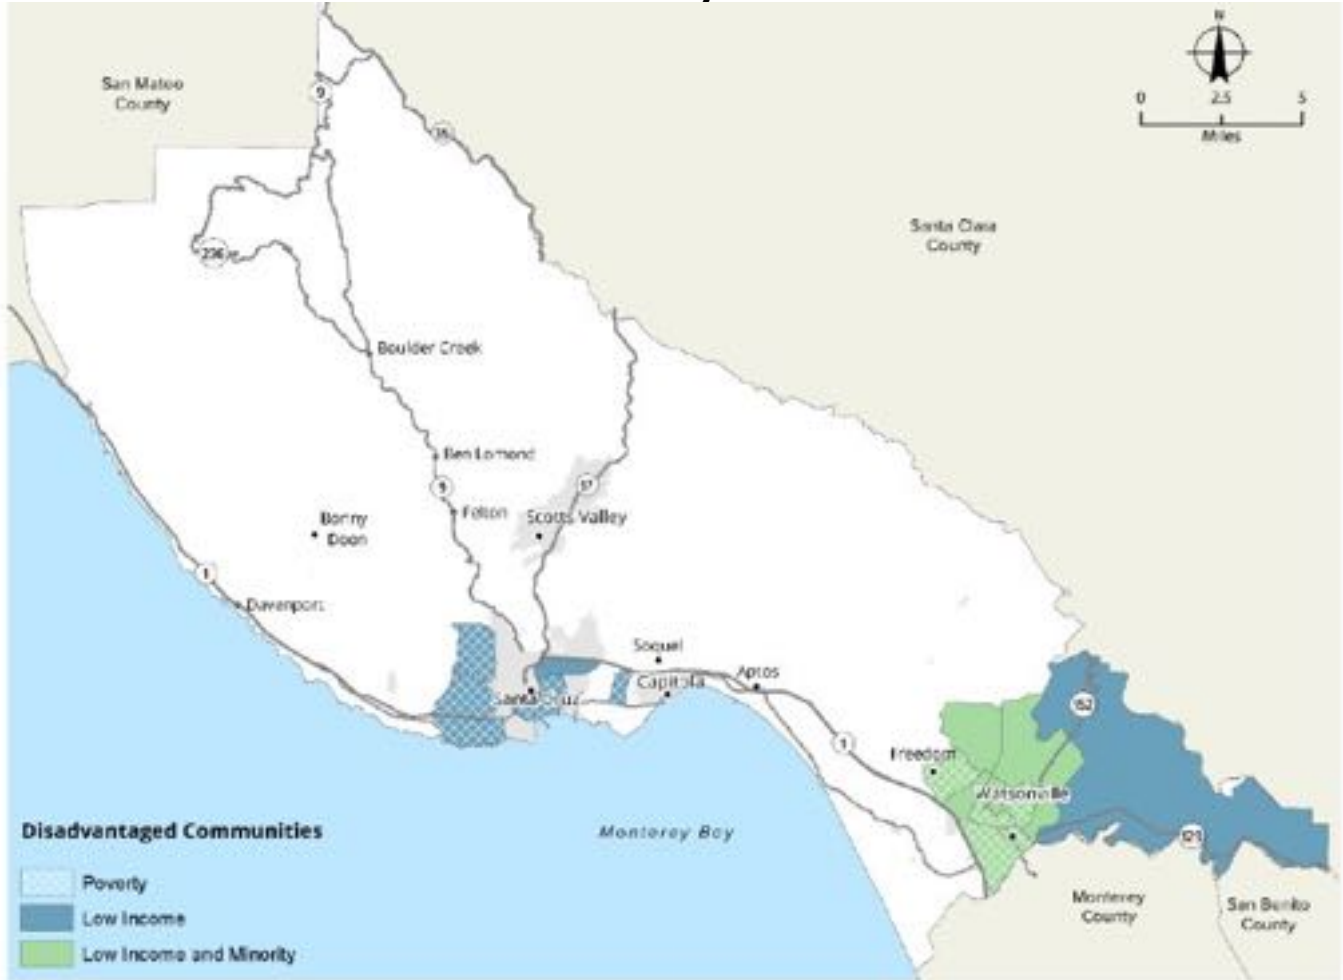 N
0 2.5 5
Miles
San Mateo
County
9
35
Santa Clara
County
236
Boulder Creek
Ben Lomond
9
Felton
17
Scotts Valley
Bonny
Doon
1
Davenport
Soquel
Aptos
Capitola
Santa Cruz
152
1
Freedom
Watsonville
129
Disadvantaged Communities
Monterey Bay
Poverty
Low Income
Low Income and Minority
Monterey
County
San Benito
County